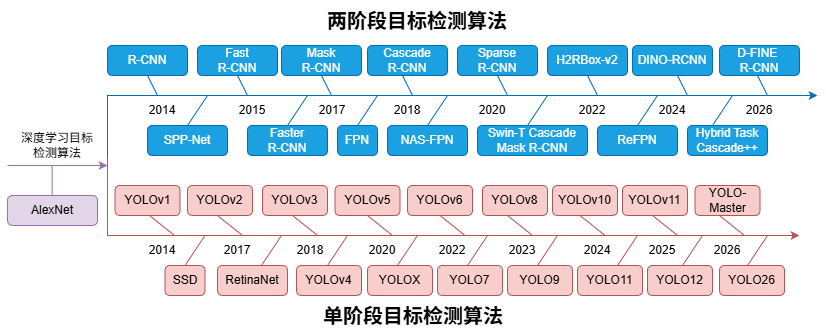 两阶段目标检测算法
R-CNN
Fast
R-CNN
Mask
R-CNN
Cascade
R-CNN
Sparse
R-CNN
H2RBox-v2
DINO-RCNN
D-FINE
R-CNN
2014
2015
2017
2018
2020
2022
2024
2026
SPP-Net
Faster
R-CNN
FPN
NAS-FPN
Swin-T Cascade
Mask R-CNN
ReFPN
Hybrid Task
Cascade++
深度学习目标
检测算法
AlexNet
YOLOv1
YOLOv2
YOLOv3
YOLOv5
YOLOv6
YOLOv8
YOLOv10
YOLOv11
YOLO-
Master
2014
2017
2018
2020
2022
2023
2024
2025
2026
SSD
RetinaNet
YOLOv4
YOLOX
YOLO7
YOLO9
YOLO11
YOLO12
YOLO26
单阶段目标检测算法